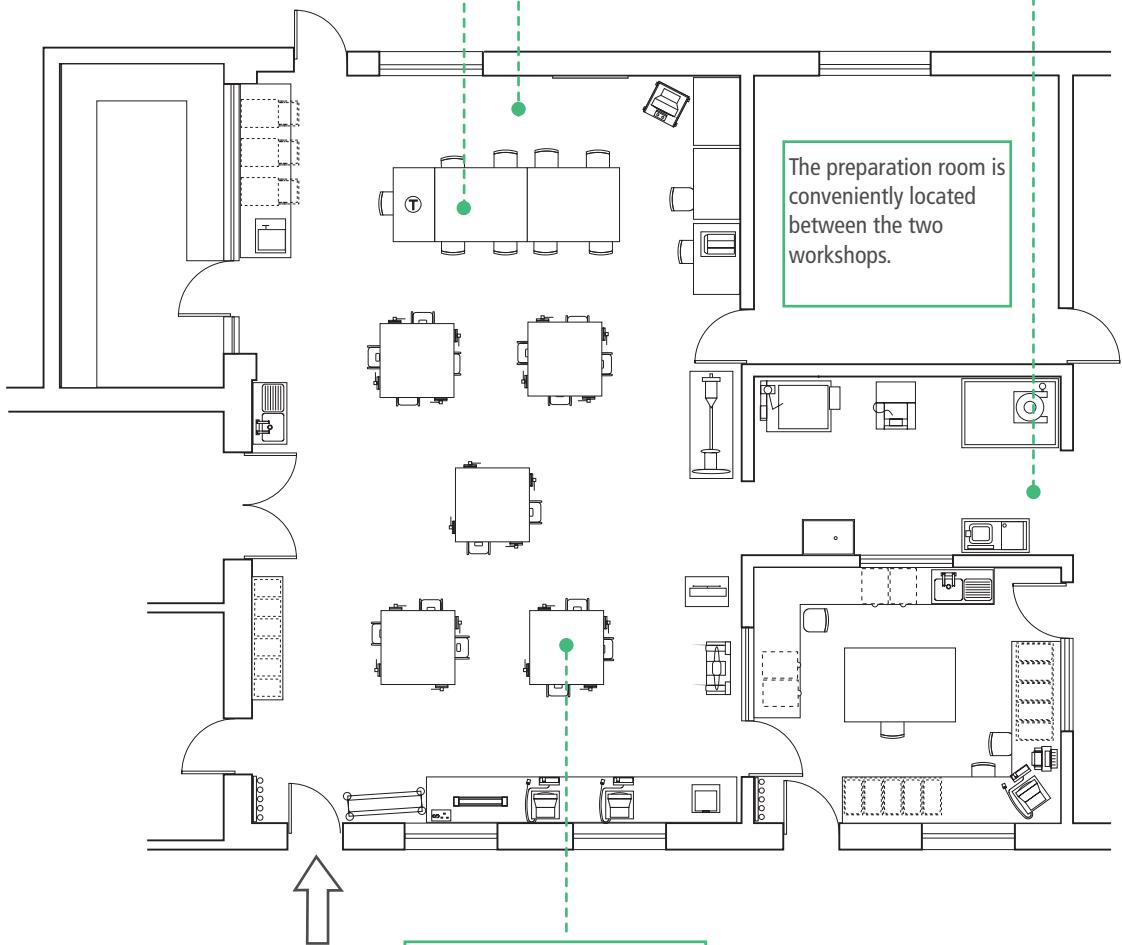 The preparation room is
conveniently located
between the two
workshops.
T